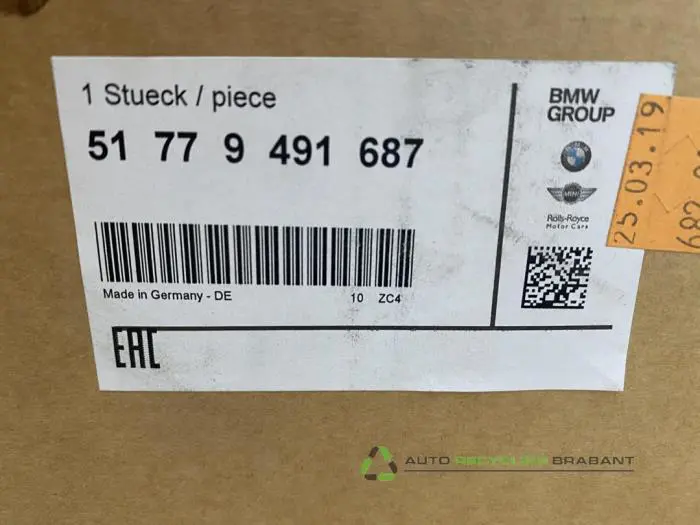 1 Stueck / piece
51 77 9 491 687
Made in Germany - DE
10 ZC4
EAC
BMW
GROUP
MINI
Rolls-Royce
Motor Cars
25.03.19
AUTO RECYCLING BRABANT